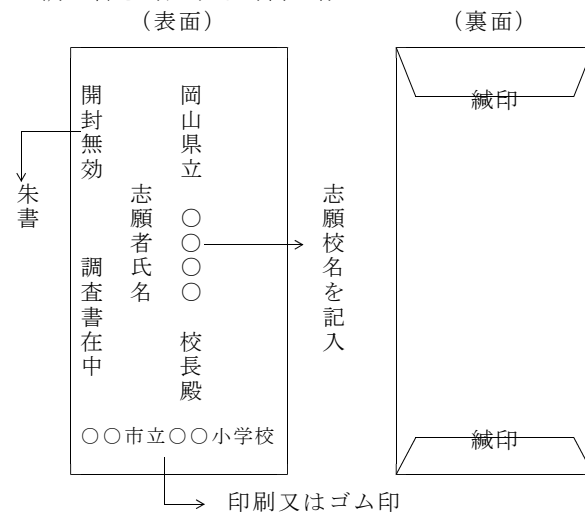 (表面)
(裏面)
岡山県立 ○○○○ 校長殿
志願者氏名
開封無効 調査書在中
朱書
志願校名を記入
○○市立○○小学校
印刷又はゴム印
緘印
緘印